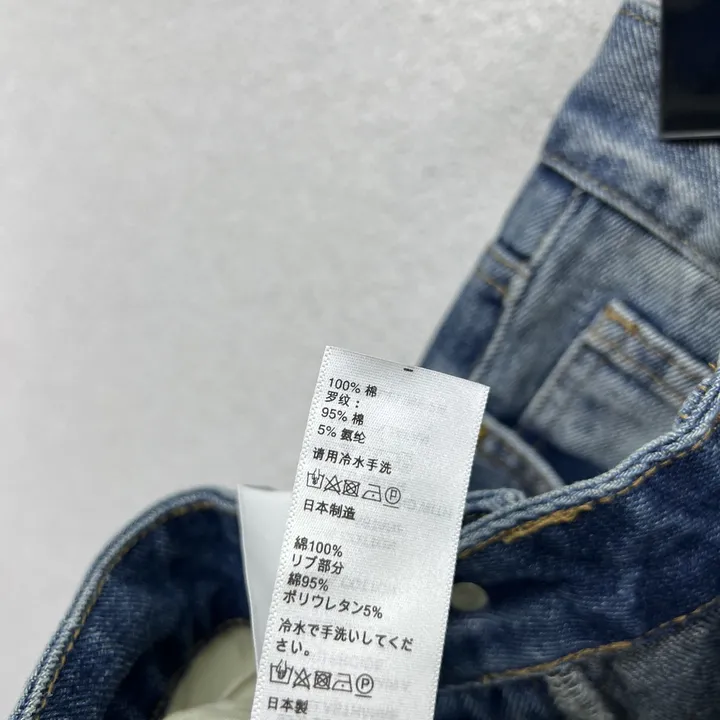 100% 棉
罗纹：
95% 棉
5% 氨纶
请用冷水手洗
日本制造
綿100%
リブ部分
綿95%
ポリウレタン5%
冷水で手洗いしてくだ
さい。
日本製